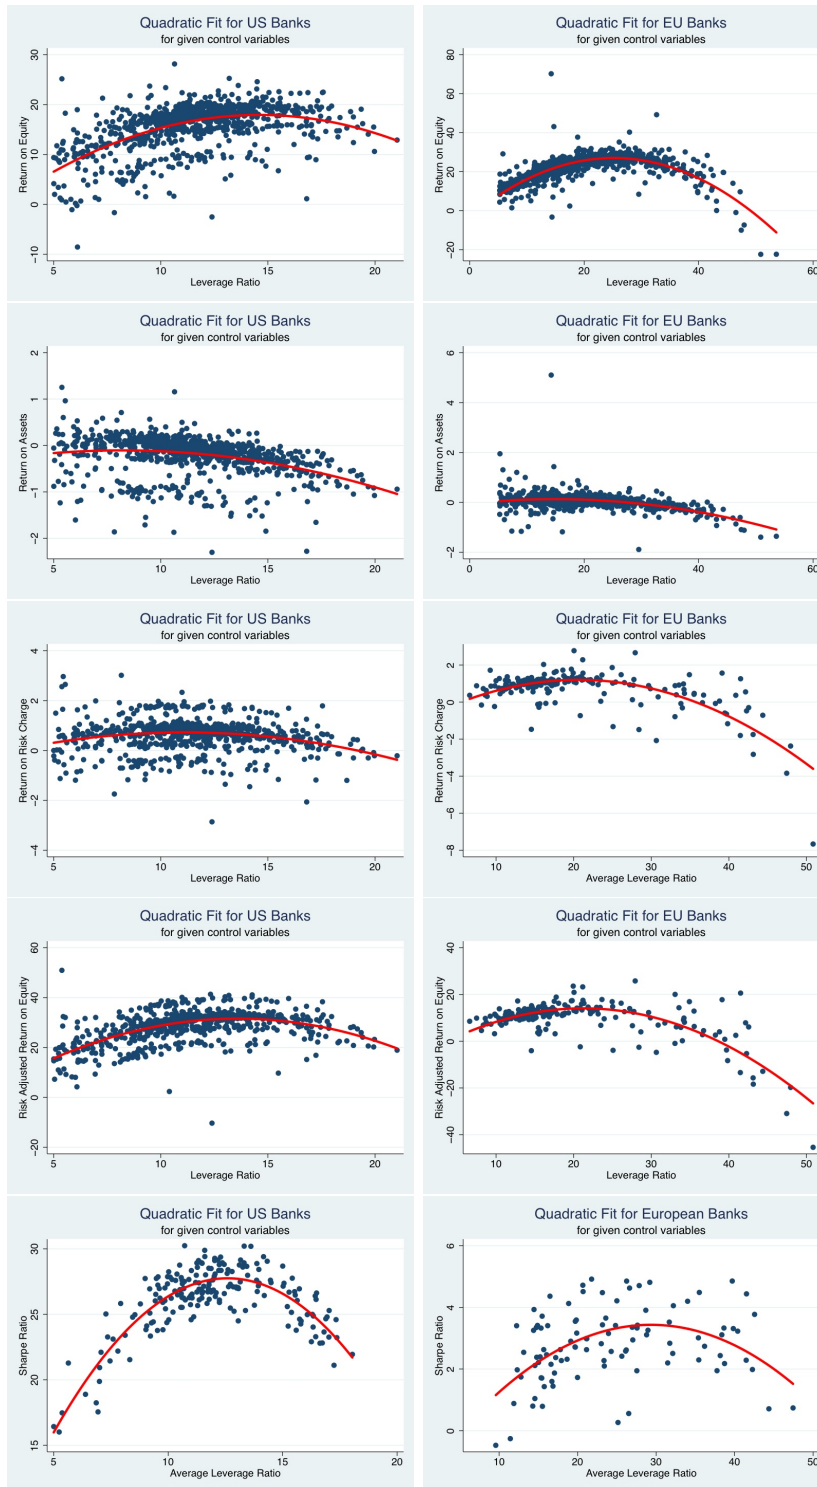 Quadratic Fit for US Banks
for given control variables
Return on Equity
30
20
10
0
−10
5
10
15
20
Leverage Ratio
Quadratic Fit for EU Banks
for given control variables
Return on Equity
80
60
40
20
0
−20
0
20
40
60
Leverage Ratio
Quadratic Fit for US Banks
for given control variables
Return on Assets
2
1
0
-1
-2
5
10
15
20
Leverage Ratio
Quadratic Fit for EU Banks
for given control variables
Return on Assets
6
4
2
0
−2
0
20
40
60
Leverage Ratio
Quadratic Fit for US Banks
for given control variables
Return on Risk Charge
4
2
0
−2
−4
5
10
15
20
Leverage Ratio
Quadratic Fit for EU Banks
for given control variables
Return on Risk Charge
2
0
−2
−4
−6
−8
10
20
30
40
50
Average Leverage Ratio
Quadratic Fit for US Banks
for given control variables
Risk Adjusted Return on Equity
60
40
20
0
−20
5
10
15
20
Leverage Ratio
Quadratic Fit for EU Banks
for given control variables
Risk Adjusted Return on Equity
40
20
0
−20
−40
10
20
30
40
50
Leverage Ratio
Quadratic Fit for US Banks
for given control variables
Sharpe Ratio
30
25
20
15
5
10
15
20
Average Leverage Ratio
Quadratic Fit for European Banks
for given control variables
Sharpe Ratio
6
4
2
0
10
20
30
40
50
Average Leverage Ratio